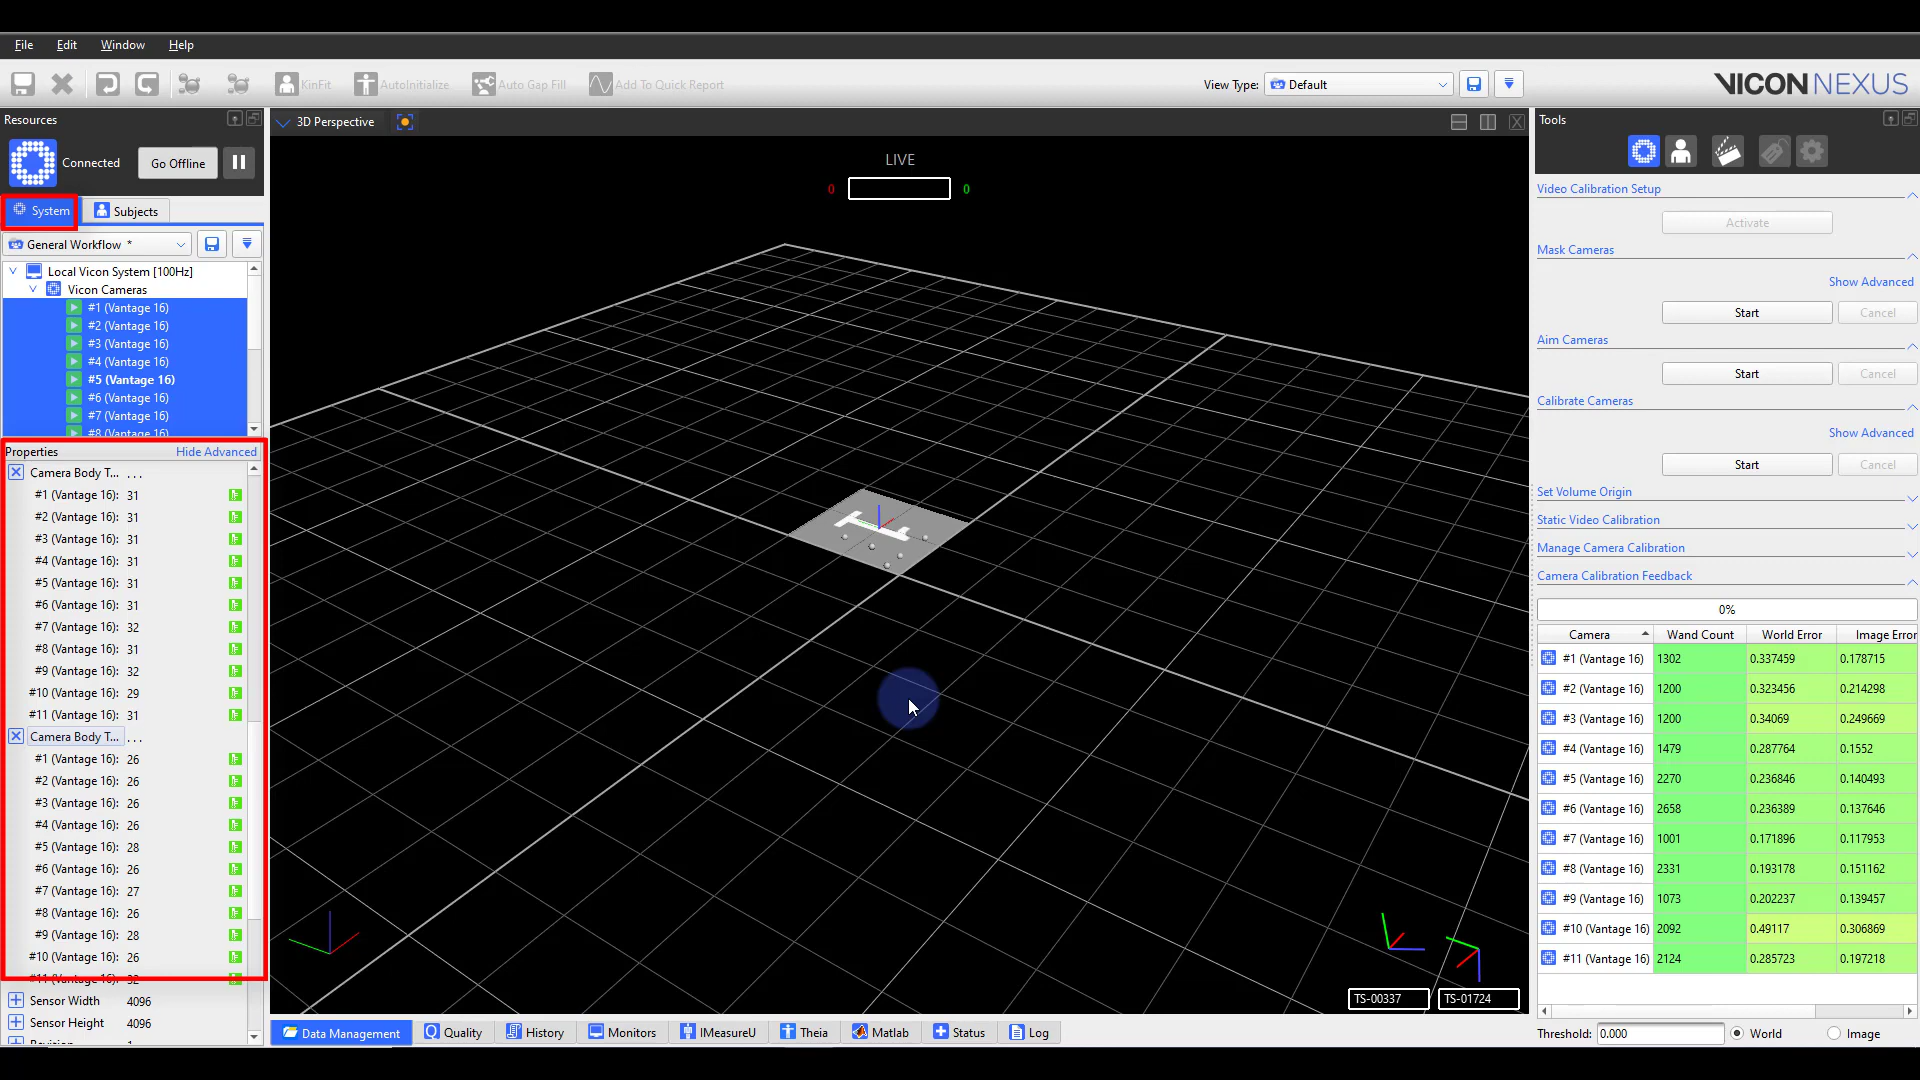 File Edit Window Help
KinFit AutoInitialize Auto Gap Fill Add To Quick Report View Type: Default VICON NEXUS
Resources
Connected Go Offline
System Subjects
General Workflow *
Local Vicon System [100Hz]
Vicon Cameras
#1 (Vantage 16)
#2 (Vantage 16)
#3 (Vantage 16)
#4 (Vantage 16)
#5 (Vantage 16)
#6 (Vantage 16)
#7 (Vantage 16)
#8 (Vantage 16)
Properties Hide Advanced
Camera Body T... ...
#1 (Vantage 16): 31
#2 (Vantage 16): 31
#3 (Vantage 16): 31
#4 (Vantage 16): 31
#5 (Vantage 16): 31
#6 (Vantage 16): 31
#7 (Vantage 16): 32
#8 (Vantage 16): 31
#9 (Vantage 16): 32
#10 (Vantage 16): 29
#11 (Vantage 16): 31
Camera Body T... ...
#1 (Vantage 16): 26
#2 (Vantage 16): 26
#3 (Vantage 16): 26
#4 (Vantage 16): 26
#5 (Vantage 16): 28
#6 (Vantage 16): 26
#7 (Vantage 16): 27
#8 (Vantage 16): 26
#9 (Vantage 16): 28
#10 (Vantage 16): 26
#11 (Vantage 16): 32
Sensor Width 4096
Sensor Height 4096
3D Perspective
LIVE
0 0
TS-00337 TS-01724
Data Management Quality History Monitors IMeasureU Theia Matlab Status Log
Tools
Video Calibration Setup
Activate
Mask Cameras
Show Advanced
Start Cancel
Aim Cameras
Start Cancel
Calibrate Cameras
Show Advanced
Start Cancel
Set Volume Origin
Static Video Calibration
Manage Camera Calibration
Camera Calibration Feedback
0%
Camera Wand Count World Error Image Error
#1 (Vantage 16) 1302 0.337459 0.178715
#2 (Vantage 16) 1200 0.323456 0.214298
#3 (Vantage 16) 1200 0.34069 0.249669
#4 (Vantage 16) 1479 0.287764 0.1552
#5 (Vantage 16) 2270 0.236846 0.140493
#6 (Vantage 16) 2658 0.236389 0.137646
#7 (Vantage 16) 1001 0.171896 0.117953
#8 (Vantage 16) 2331 0.193178 0.151162
#9 (Vantage 16) 1073 0.202237 0.139457
#10 (Vantage 16) 2092 0.49117 0.306869
#11 (Vantage 16) 2124 0.285723 0.197218
Threshold: 0.000 World Image